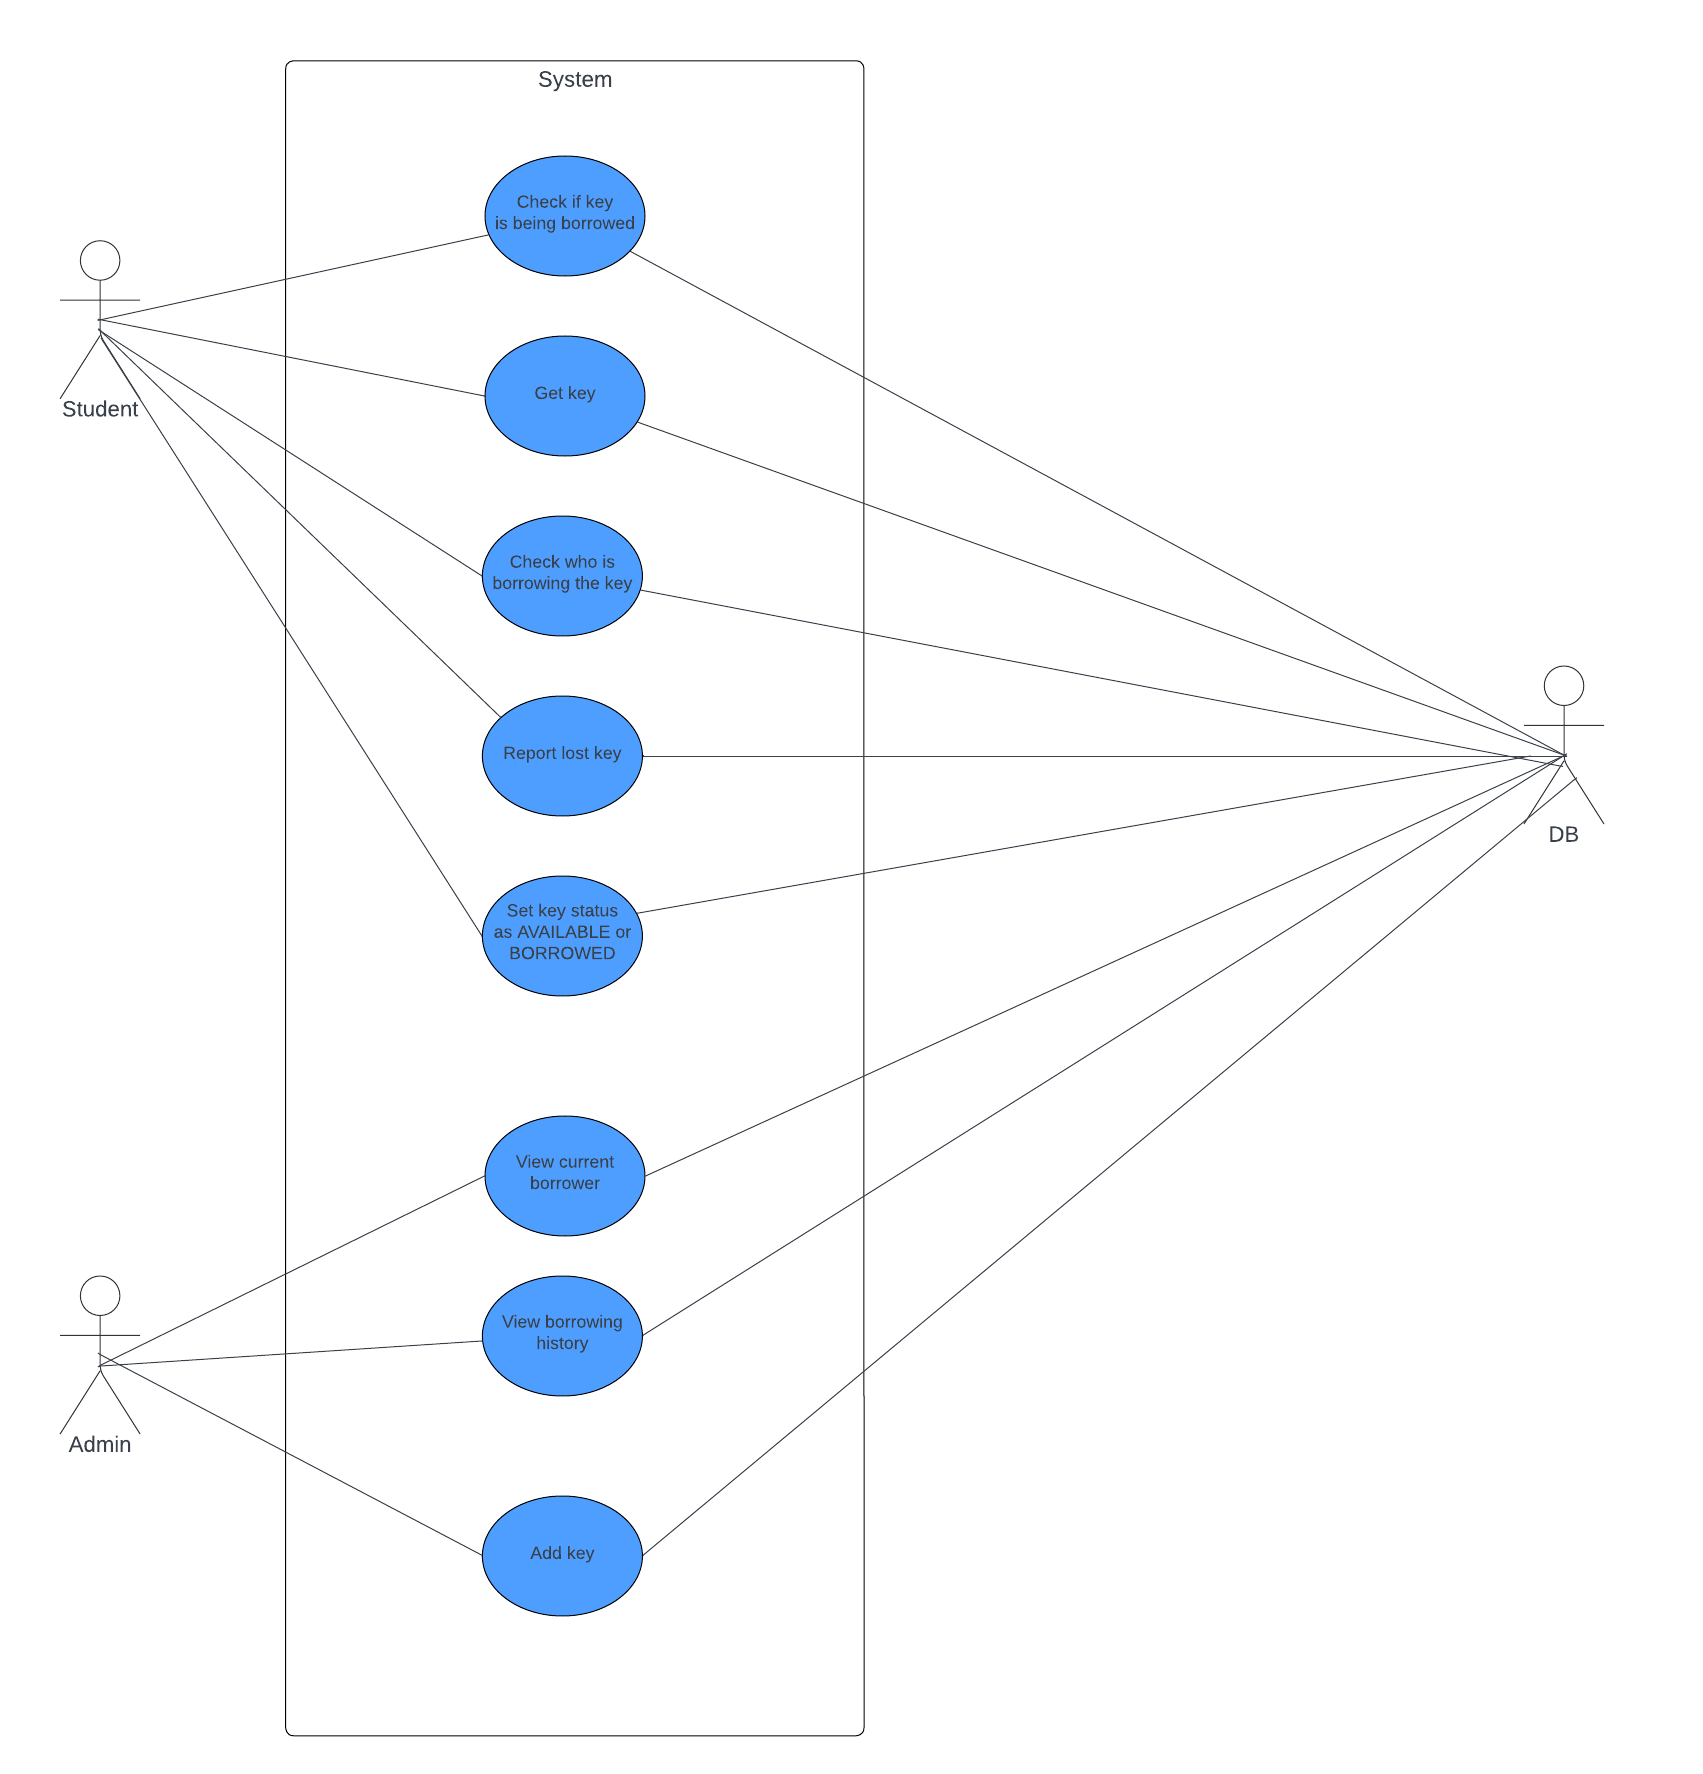 System
Check if key
is being borrowed
Student
Get key
Check who is
borrowing the key
Report lost key
DB
Set key status
as AVAILABLE or
BORROWED
View current
borrower
View borrowing
history
Admin
Add key